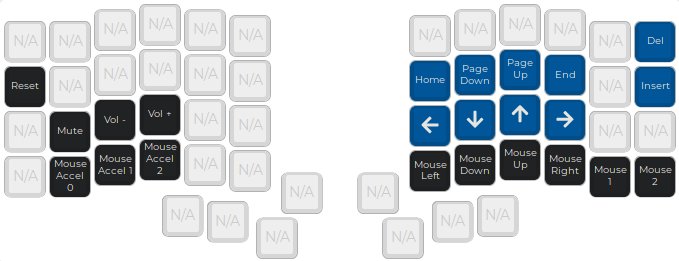 N/A N/A N/A N/A N/A N/A N/A N/A N/A N/A N/A Del
Reset N/A N/A N/A N/A N/A Home Page Down Page Up End N/A Insert
N/A Mute Vol - Vol + N/A N/A ← ↓ ↑ → N/A N/A
N/A Mouse Accel 0 Mouse Accel 1 Mouse Accel 2 N/A N/A Mouse Left Mouse Down Mouse Up Mouse Right Mouse 1 Mouse 2
N/A N/A N/A N/A N/A N/A N/A N/A